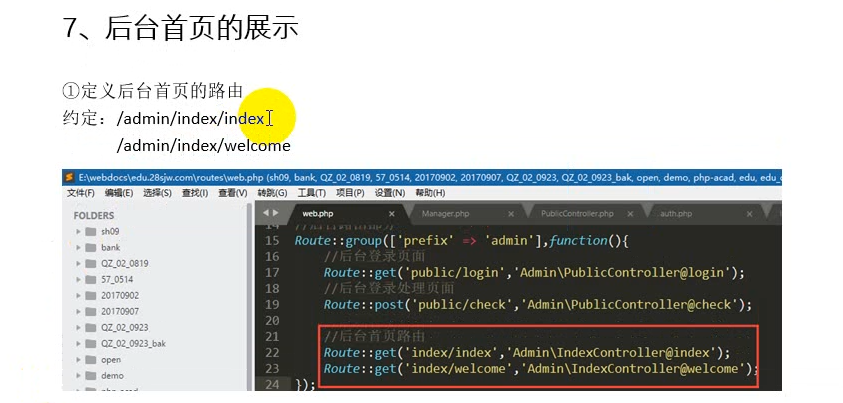 7、后台首页的展示
①定义后台首页的路由
约定：/admin/index/index
/admin/index/welcome
E:\webdocs\edu.28sjw.com\routes\web.php (sh09, bank, QZ_02_0819, 57_0514, 20170902, 20170907, QZ_02_0923, QZ_02_0923_bak, open, demo, php-acad, edu, edu_
文件(F) 编辑(E) 选择(S) 查找(I) 查看(V) 转跳(G) 工具(T) 项目(P) 设置(N) 帮助(H)
FOLDERS
sh09
bank
QZ_02_0819
57_0514
20170902
20170907
QZ_02_0923
QZ_02_0923_bak
open
demo
web.php × Manager.php × PublicController.php × auth.php ×
15 Route::group(['prefix' => 'admin'],function(){
16 //后台登录页面
17 Route::get('public/login','Admin\PublicController@login');
18 //后台登录处理页面
19 Route::post('public/check','Admin\PublicController@check');
20
21 //后台首页路由
22 Route::get('index/index','Admin\IndexController@index');
23 Route::get('index/welcome','Admin\IndexController@welcome');
24 });